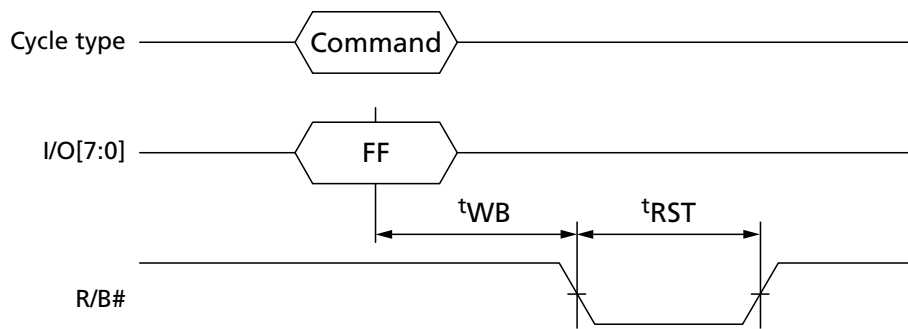 Cycle type
Command
I/O[7:0]
FF
tWB
tRST
R/B#